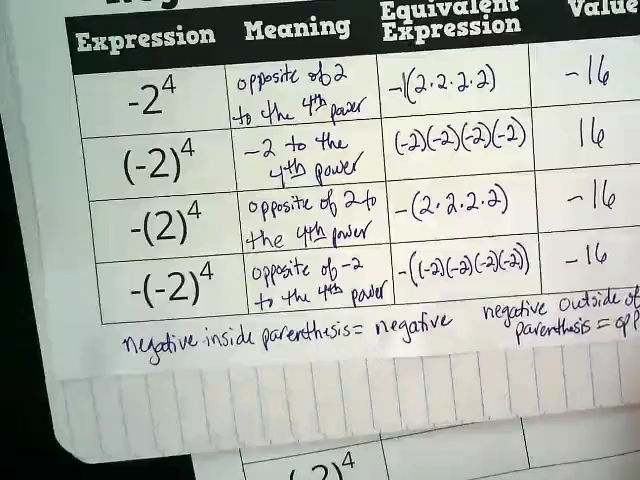 Expression Meaning Equivalent Expression Value
-2⁴ opposite of 2 to the 4th power -1(2·2·2·2) -16
(-2)⁴ -2 to the 4th power (-2)(-2)(-2)(-2) 16
-(2)⁴ opposite of 2 to the 4th power -(2·2·2·2) -16
-(-2)⁴ opposite of -2 to the 4th power -((-2)(-2)(-2)(-2)) -16
negative inside parenthesis = negative
negative outside of
parenthesis = opp
(-2)⁴